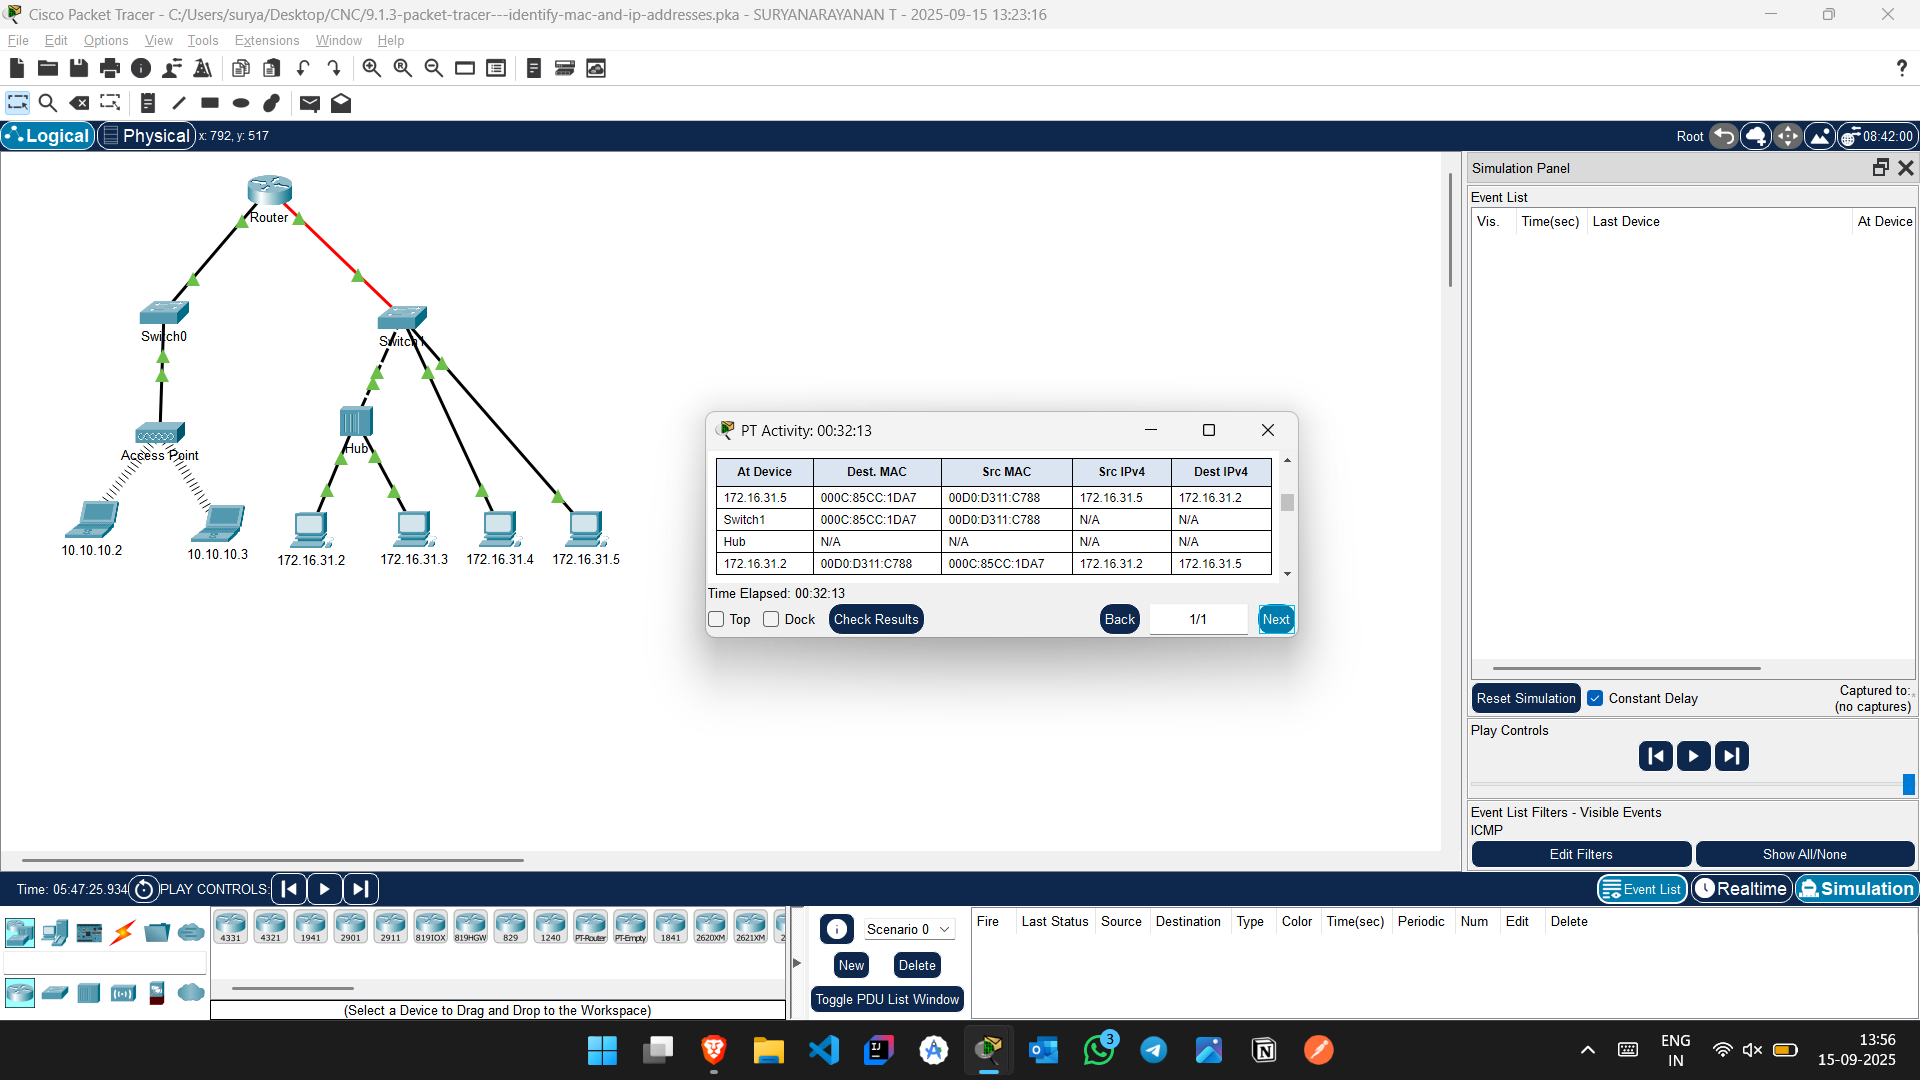 Cisco Packet Tracer - C:/Users/surya/Desktop/CNC/9.1.3-packet-tracer---identify-mac-and-ip-addresses.pka - SURYANARAYANAN T - 2025-09-15 13:23:16
File Edit Options View Tools Extensions Window Help
Logical Physical x: 792, y: 517 Root 08:42:00
Router
Switch0
Switch1
Access Point
Hub
10.10.10.2
10.10.10.3
172.16.31.2
172.16.31.3
172.16.31.4
172.16.31.5
PT Activity: 00:32:13
At Device Dest. MAC Src MAC Src IPv4 Dest IPv4
172.16.31.5 000C:85CC:1DA7 00D0:D311:C788 172.16.31.5 172.16.31.2
Switch1 000C:85CC:1DA7 00D0:D311:C788 N/A N/A
Hub N/A N/A N/A N/A
172.16.31.2 00D0:D311:C788 000C:85CC:1DA7 172.16.31.2 172.16.31.5
Time Elapsed: 00:32:13
Top Dock Check Results Back 1/1 Next
Simulation Panel
Event List
Vis. Time(sec) Last Device At Device
Reset Simulation Constant Delay Captured to:
(no captures)
Play Controls
Event List Filters - Visible Events
ICMP
Edit Filters Show All/None
Time: 05:47:25.934 PLAY CONTROLS: Event List Realtime Simulation
4331 4321 1941 2901 2911 819IOX 819HGW 829 1240 PT-Router PT-Empty 1841 2620XM 2621XM 2
(Select a Device to Drag and Drop to the Workspace)
Scenario 0
New Delete
Toggle PDU List Window
Fire Last Status Source Destination Type Color Time(sec) Periodic Num Edit Delete
3
ENG
IN
13:56
15-09-2025